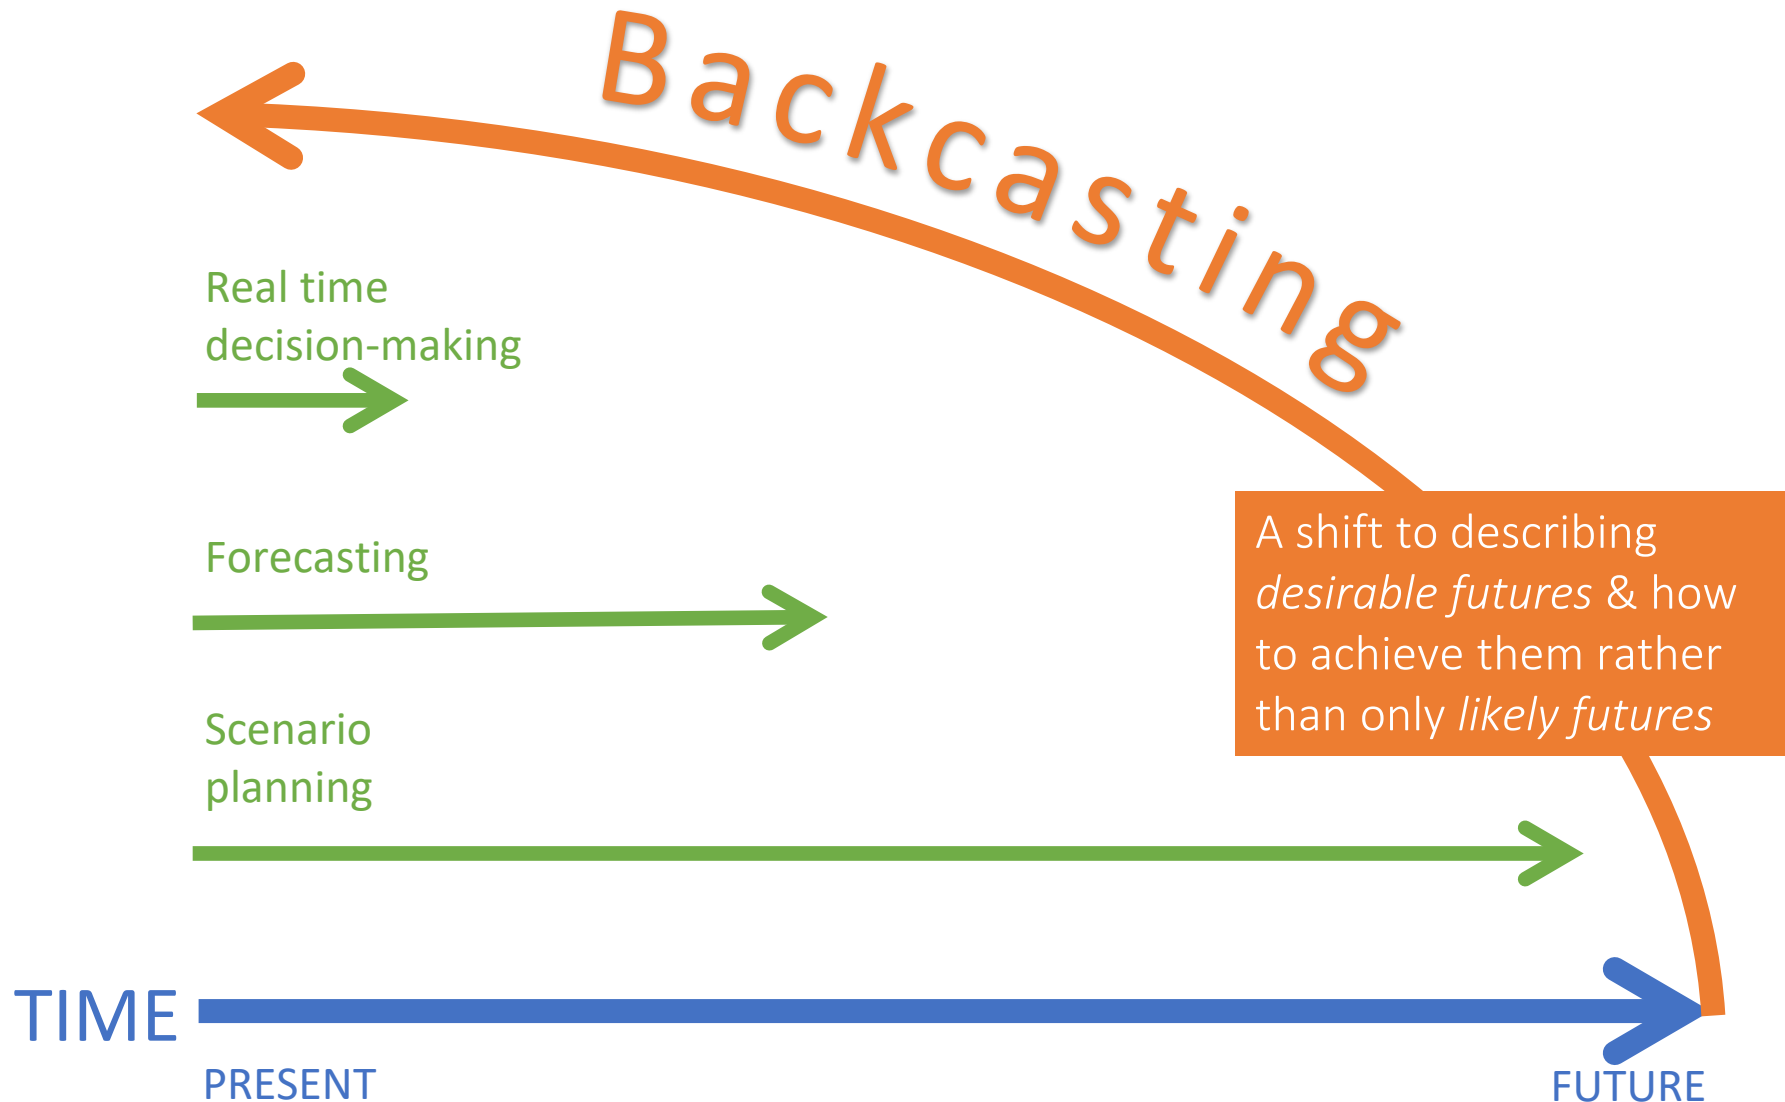 Backcasting
Real time
decision-making
Forecasting
A shift to describing
desirable futures & how
to achieve them rather
than only likely futures
Scenario
planning
TIME
PRESENT
FUTURE